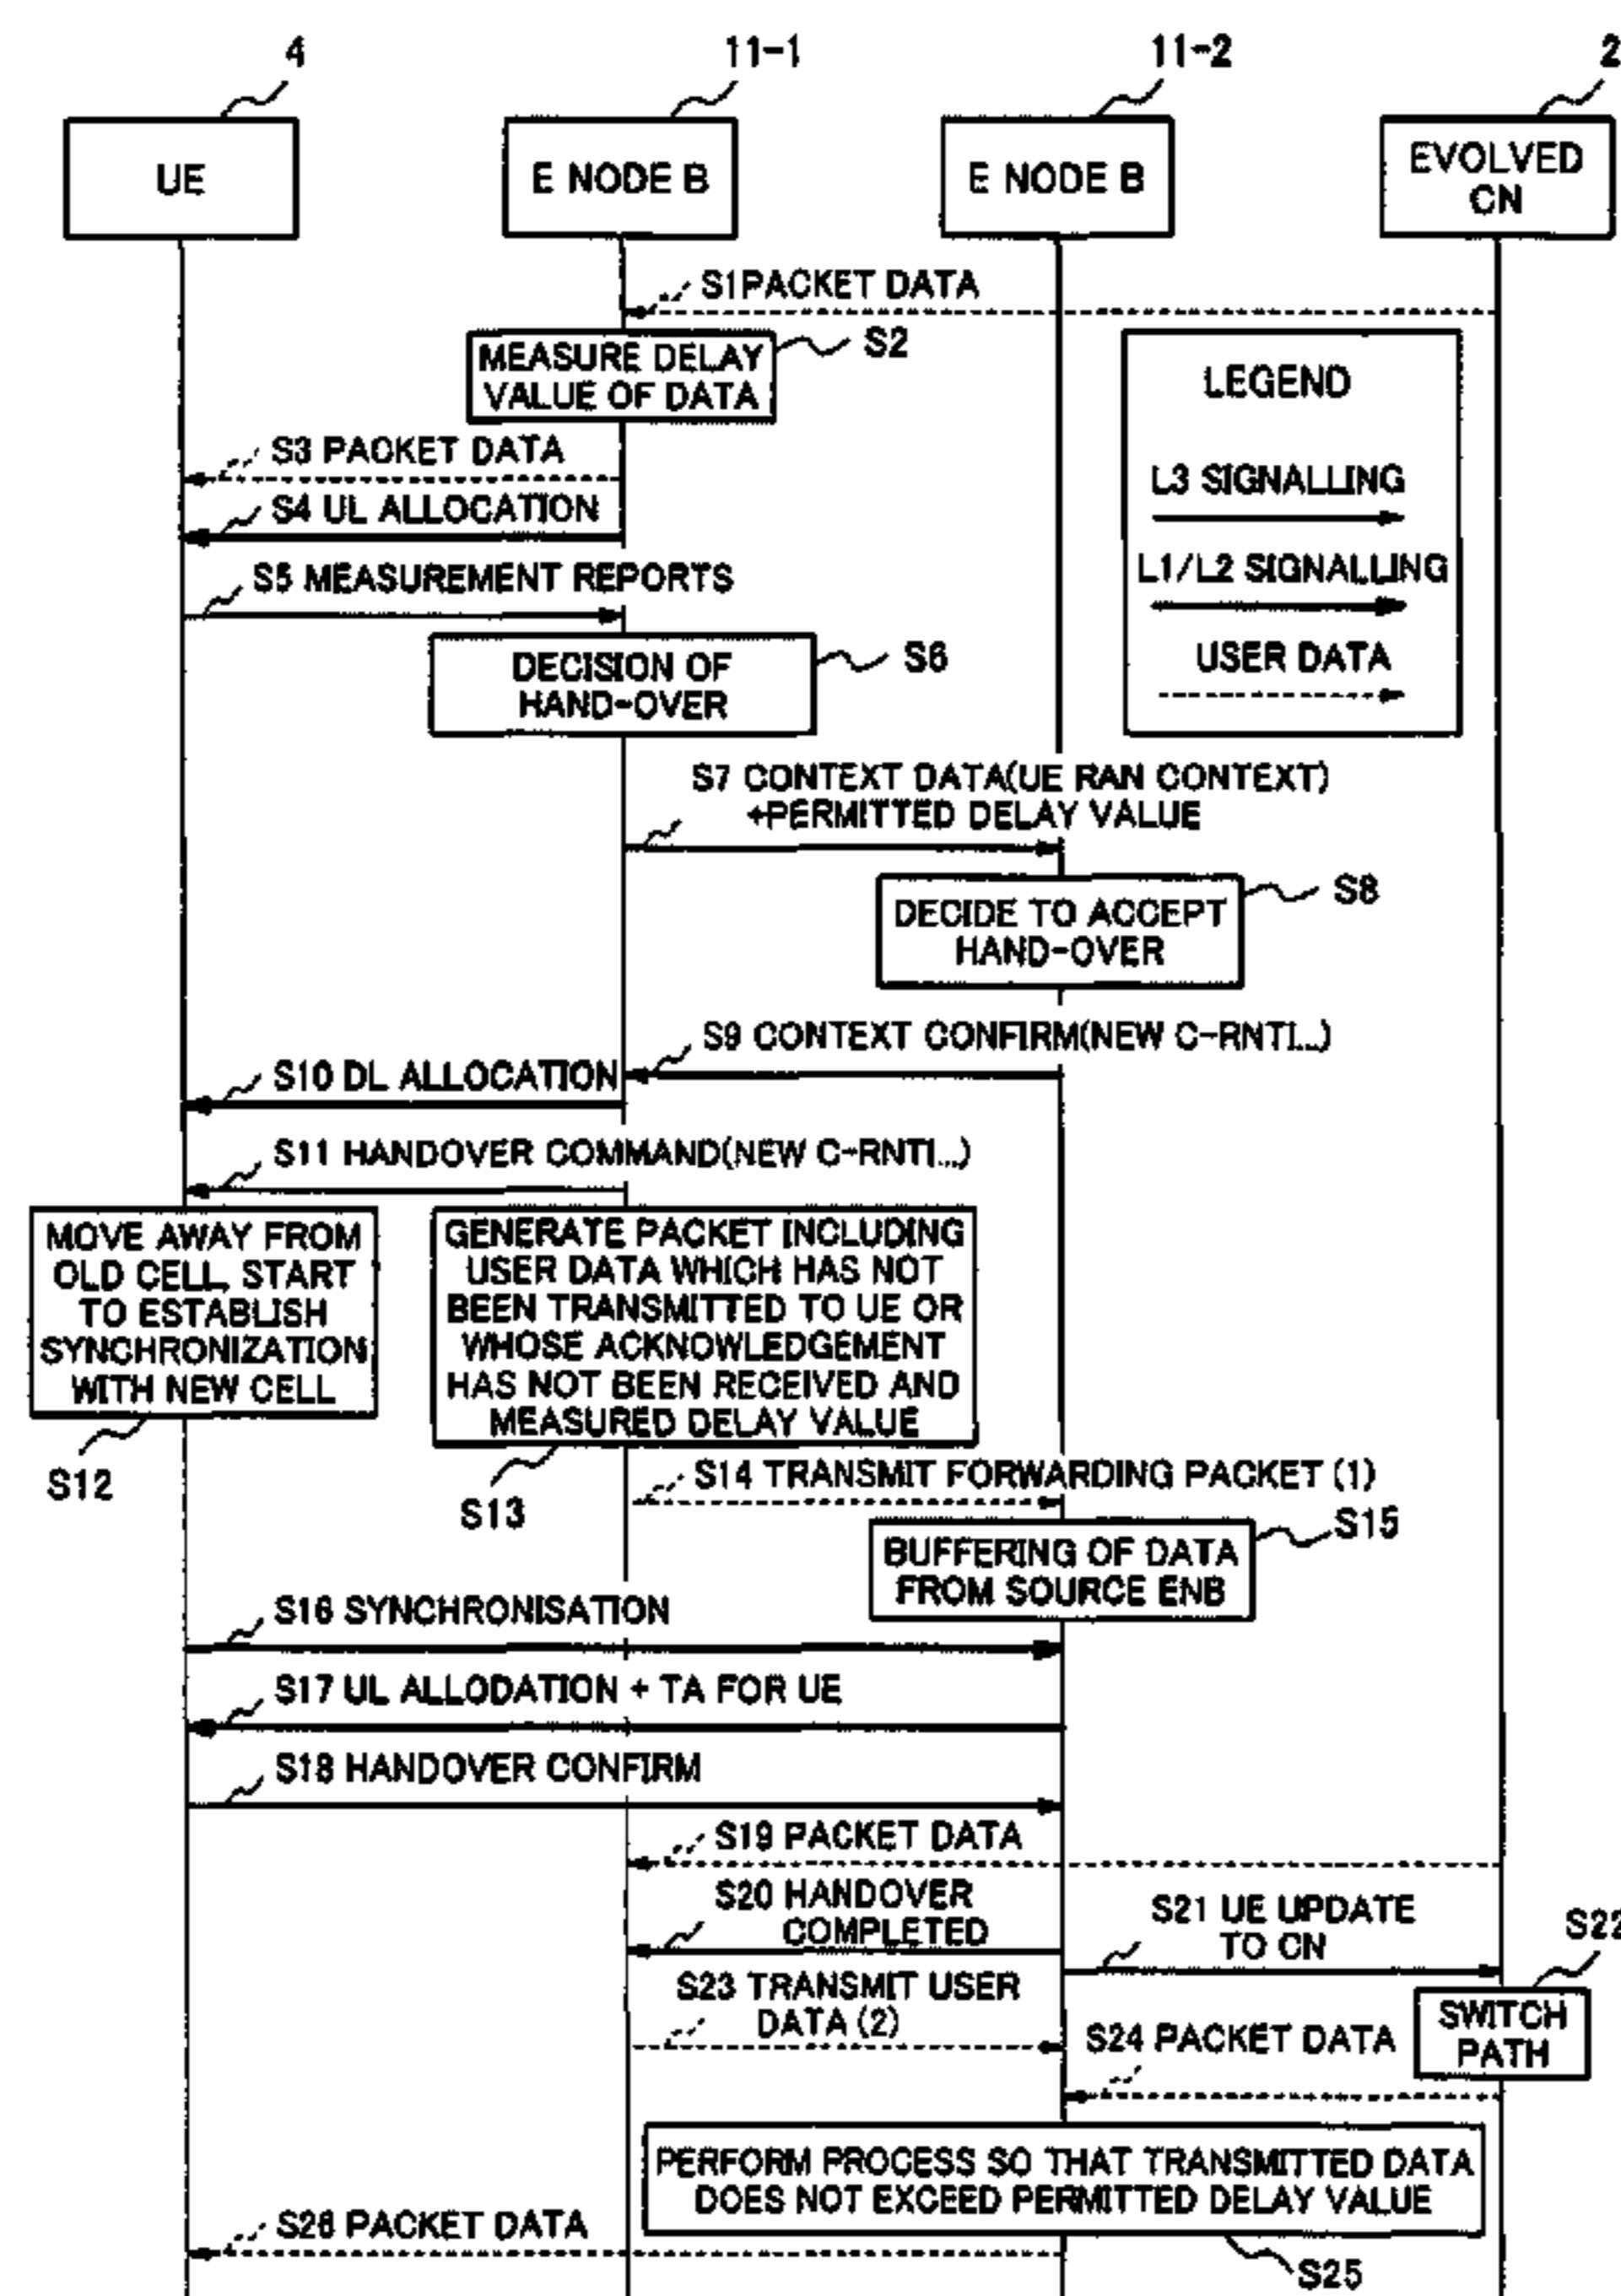 4
11-1
11-2
2
UE
E NODE B
E NODE B
EVOLVED
CN
S1 PACKET DATA
MEASURE DELAY
VALUE OF DATA
S2
LEGEND
L3 SIGNALLING
L1/L2 SIGNALLING
USER DATA
S3 PACKET DATA
S4 UL ALLOCATION
S5 MEASUREMENT REPORTS
DECISION OF
HAND-OVER
S6
S7 CONTEXT DATA(UE RAN CONTEXT)
+PERMITTED DELAY VALUE
DECIDE TO ACCEPT
HAND-OVER
S8
S9 CONTEXT CONFIRM(NEW C-RNTI...)
S10 DL ALLOCATION
S11 HANDOVER COMMAND(NEW C-RNTI...)
MOVE AWAY FROM
OLD CELL, START
TO ESTABLISH
SYNCHRONIZATION
WITH NEW CELL
S12
GENERATE PACKET INCLUDING
USER DATA WHICH HAS NOT
BEEN TRANSMITTED TO UE OR
WHOSE ACKNOWLEDGEMENT
HAS NOT BEEN RECEIVED AND
MEASURED DELAY VALUE
S13
S14 TRANSMIT FORWARDING PACKET (1)
BUFFERING OF DATA
FROM SOURCE ENB
S15
S16 SYNCHRONISATION
S17 UL ALLODATION + TA FOR UE
S18 HANDOVER CONFIRM
S19 PACKET DATA
S20 HANDOVER
COMPLETED
S21 UE UPDATE
TO CN
S22
SWITCH
PATH
S23 TRANSMIT USER
DATA (2)
S24 PACKET DATA
PERFORM PROCESS SO THAT TRANSMITTED DATA
DOES NOT EXCEED PERMITTED DELAY VALUE
S25
S26 PACKET DATA